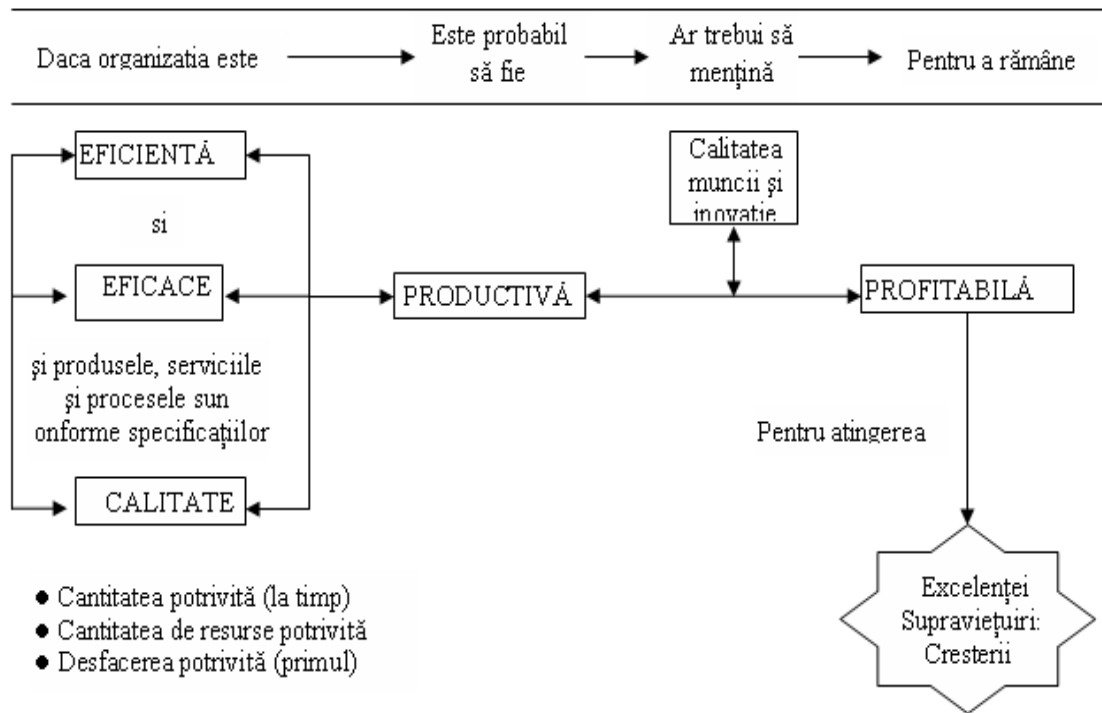 Daca organizatia este
Este probabil
să fie
Ar trebui să
mențină
Pentru a rămâne
EFICIENTĂ
si
EFICACE
şi produsele, serviciile
şi procesele sun
onforme specificaţiilor
CALITATE
PRODUCTIVĂ
Calitatea
muncii şi
inovatie
PROFITABILĂ
Pentru atingerea
Excelenţei
Supravieţuiri:
Cresterii
● Cantitatea potrivită (la timp)
● Cantitatea de resurse potrivită
● Desfacerea potrivită (primul)